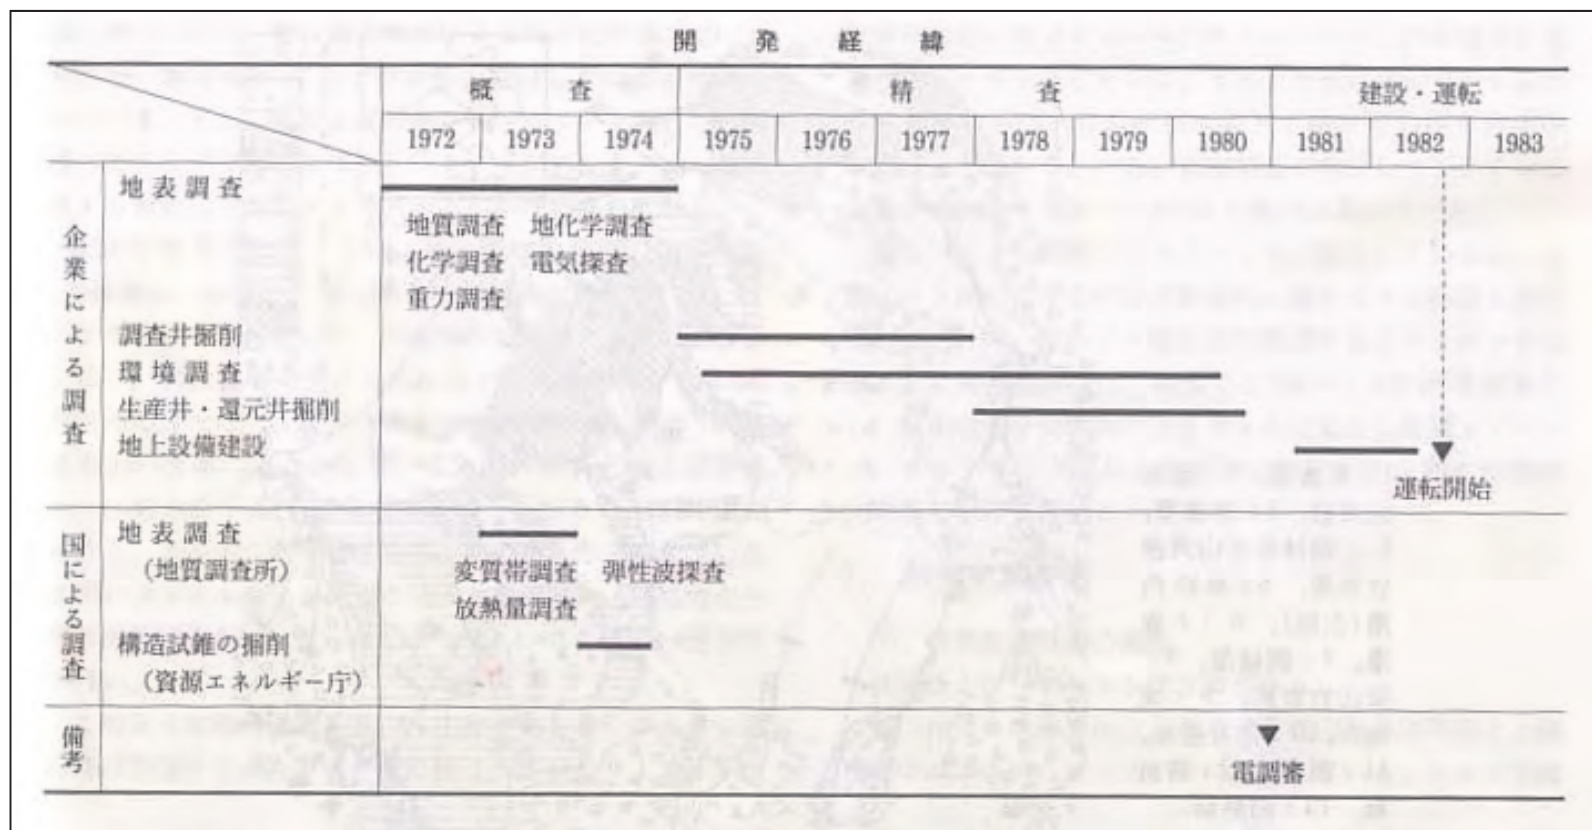 開発経緯
概査 精査 建設・運転
1972 1973 1974 1975 1976 1977 1978 1979 1980 1981 1982 1983
企業による調査
地表調査
地質調査 地化学調査
化学調査 電気探査
重力調査
調査井掘削
環境調査
生産井・還元井掘削
地上設備建設
運転開始
国による調査
地表調査
（地質調査所）
変質帯調査 弾性波探査
放熱量調査
構造試錐の掘削
（資源エネルギー庁）
備考
電調審